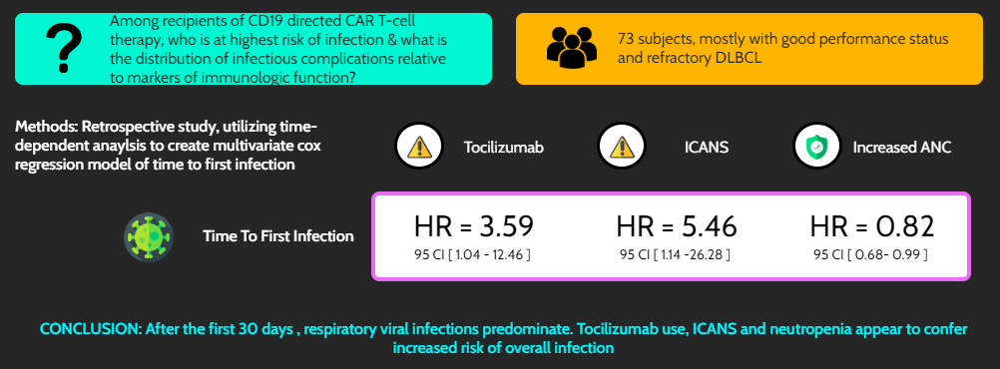 Among recipients of CD19 directed CAR T-cell
therapy, who is at highest risk of infection & what is
the distribution of infectious complications relative
to markers of immunologic function?
73 subjects, mostly with good performance status
and refractory DLBCL
Methods: Retrospective study, utilizing time-
dependent anaylsis to create multivariate cox
regression model of time to first infection
Tocilizumab
ICANS
Increased ANC
Time To First Infection
HR = 3.59
HR = 5.46
HR = 0.82
95 CI [ 1.04 - 12.46 ]
95 CI [ 1.14 -26.28 ]
95 CI [ 0.68- 0.99 ]
CONCLUSION: After the first 30 days , respiratory viral infections predominate. Tocilizumab use, ICANS and neutropenia appear to confer
increased risk of overall infection